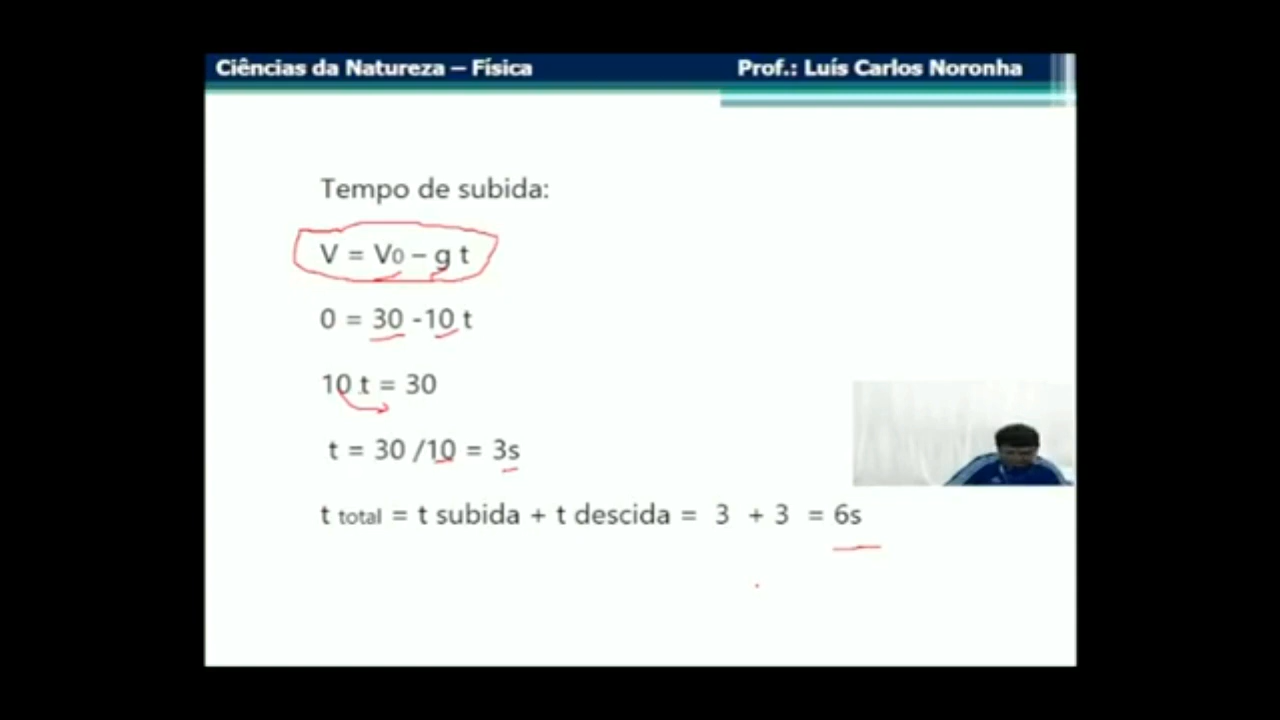 Ciências da Natureza – Física
Prof.: Luís Carlos Noronha
Tempo de subida:
V = V0 – g t
0 = 30 -10 t
10 t = 30
t = 30 /10 = 3s
t total = t subida + t descida = 3 + 3 = 6s